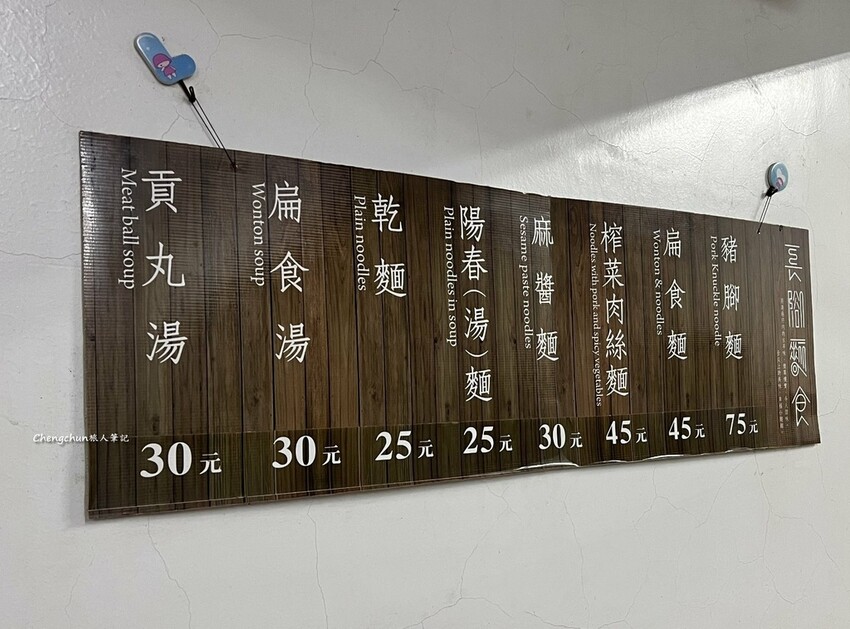 豬腳麵
Pork Knuckle noodle
75元
扁食麵
Wonton & noodles
45元
榨菜肉絲麵
Noodles with pork and spicy vegetables
45元
麻醬麵
Sesame paste noodles
30元
陽春(湯)麵
Plain noodles in soup
25元
乾麵
Plain noodles
25元
扁食湯
Wonton soup
30元
貢丸湯
Meat ball soup
30元
Chengchun旅人筆記